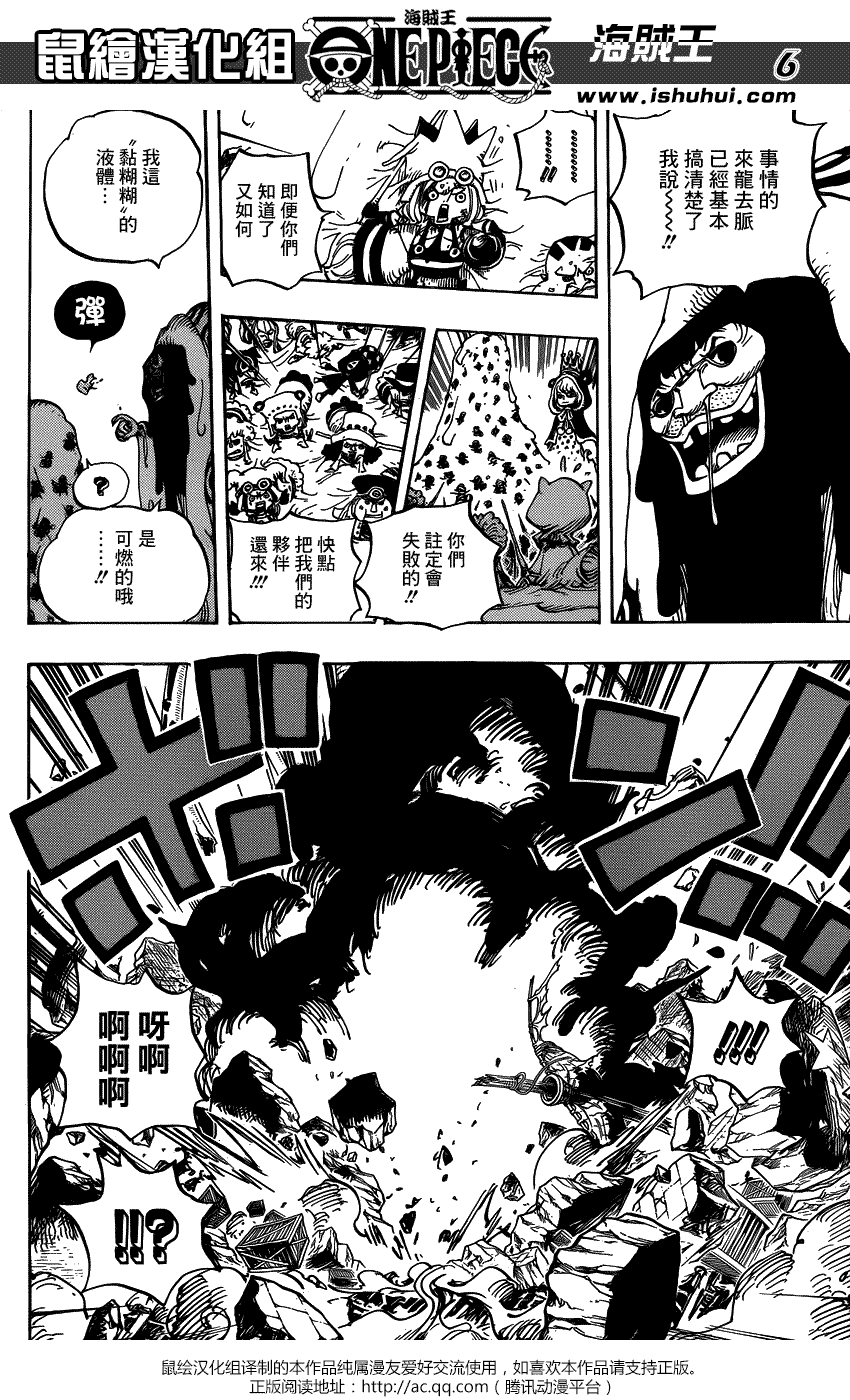 海賊王
鼠繪漢化組
ONE PIECE
海賊王
6
www.ishuhui.com
事情的
來龍去脈
已經基本
搞清楚了
我說~~!!
!! !!
即便你們
知道了
又如何
我這
“黏糊糊”的
液體…
彈
?
是
可燃的哦
……!!
你們
註定會
失敗的!!
快點
把我們的
夥伴
還來!!!
ボンッ!!
!!!
呀啊
啊啊啊
!!?
鼠绘汉化组译制的本作品纯属漫友爱好交流使用，如喜欢本作品请支持正版。
正版阅读地址：http://ac.qq.com（腾讯动漫平台）